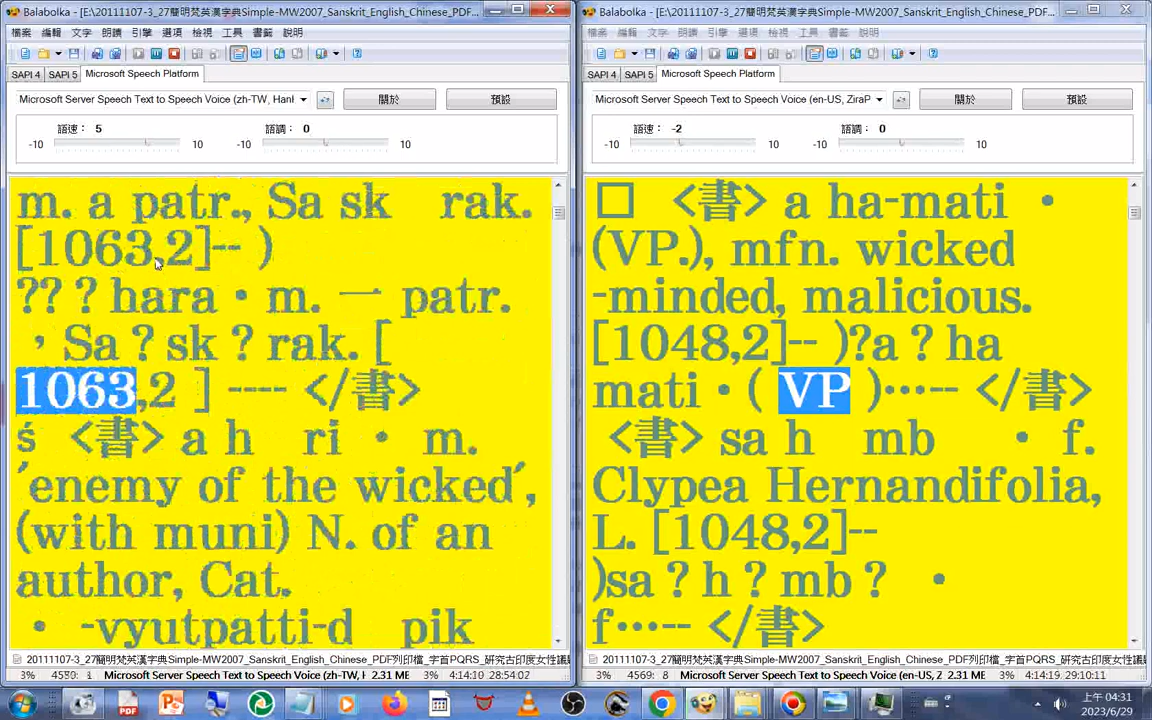 Balabolka - [E:\20111107-3_27簡明梵英漢字典Simple-MW2007_Sanskrit_English_Chinese_PDF...
檔案 編輯 文字 朗讀 引擎 選項 檢視 工具 書籤 說明
SAPI 4 SAPI 5 Microsoft Speech Platform
Microsoft Server Speech Text to Speech Voice (zh-TW, Hanl 關於 預設
語速： 5 語調： 0
-10 10 -10 10
m. a patr., Sa sk rak.
[1063,2]-- )
?? ? hara • m. 一 patr.
，Sa ? sk ? rak. [
1063,2 ] ---- </書>
ś <書> a h ri • m.
´enemy of the wicked´,
(with muni) N. of an
author, Cat.
• -vyutpatti-d pik
20111107-3_27簡明梵英漢字典Simple-MW2007_Sanskrit_English_Chinese_PDF列印檔_字首PQRS_研究古印度女性議
3% 4580: 1 Microsoft Server Speech Text to Speech Voice (zh-TW, H 2.31 MB 3% 4:14:10 28:54:02
Balabolka - [E:\20111107-3_27簡明梵英漢字典Simple-MW2007_Sanskrit_English_Chinese_PDF...
檔案 編輯 文字 朗讀 引擎 選項 檢視 工具 書籤 說明
SAPI 4 SAPI 5 Microsoft Speech Platform
Microsoft Server Speech Text to Speech Voice (en-US, ZiraP 關於 預設
語速： -2 語調： 0
-10 10 -10 10
□ <書> a ha-mati •
(VP.), mfn. wicked
-minded, malicious.
[1048,2]-- )?a ? ha
mati • ( VP )…-- </書>
<書> sa h mb • f.
Clypea Hernandifolia,
L. [1048,2]--
)sa ? h ? mb ? •
f…-- </書>
20111107-3_27簡明梵英漢字典Simple-MW2007_Sanskrit_English_Chinese_PDF列印檔_字首PQRS_研究古印度女性議
3% 4569: 8 Microsoft Server Speech Text to Speech Voice (en-US, Z 2.31 MB 3% 4:14:19 29:10:11
上午 04:31
2023/6/29